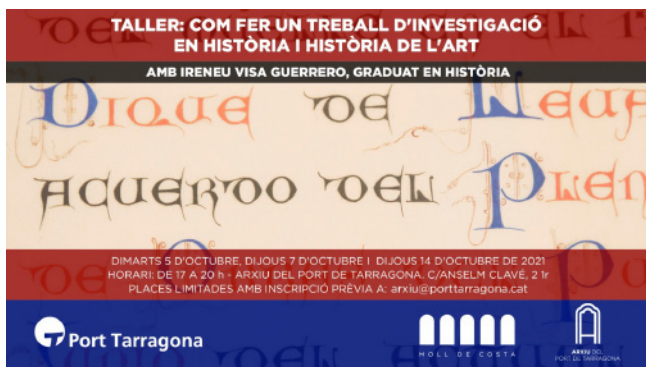 TALLER: COM FER UN TREBALL D'INVESTIGACIÓ
EN HISTÒRIA I HISTÒRIA DE L'ART
AMB IRENEU VISA GUERRERO, GRADUAT EN HISTÒRIA
DIQUE DE
ACUERDO DEL PLEN
DIMARTS 5 D'OCTUBRE, DIJOUS 7 D'OCTUBRE I DIJOUS 14 D'OCTUBRE DE 2021
HORARI: DE 17 A 20 h - ARXIU DEL PORT DE TARRAGONA. C/ANSELM CLAVÉ, 2 1r
PLACES LIMITADES AMB INSCRIPCIÓ PRÈVIA A: arxiu@porttarragona.cat
Port Tarragona
MOLL DE COSTA
ARXIU DEL
PORT DE TARRAGONA